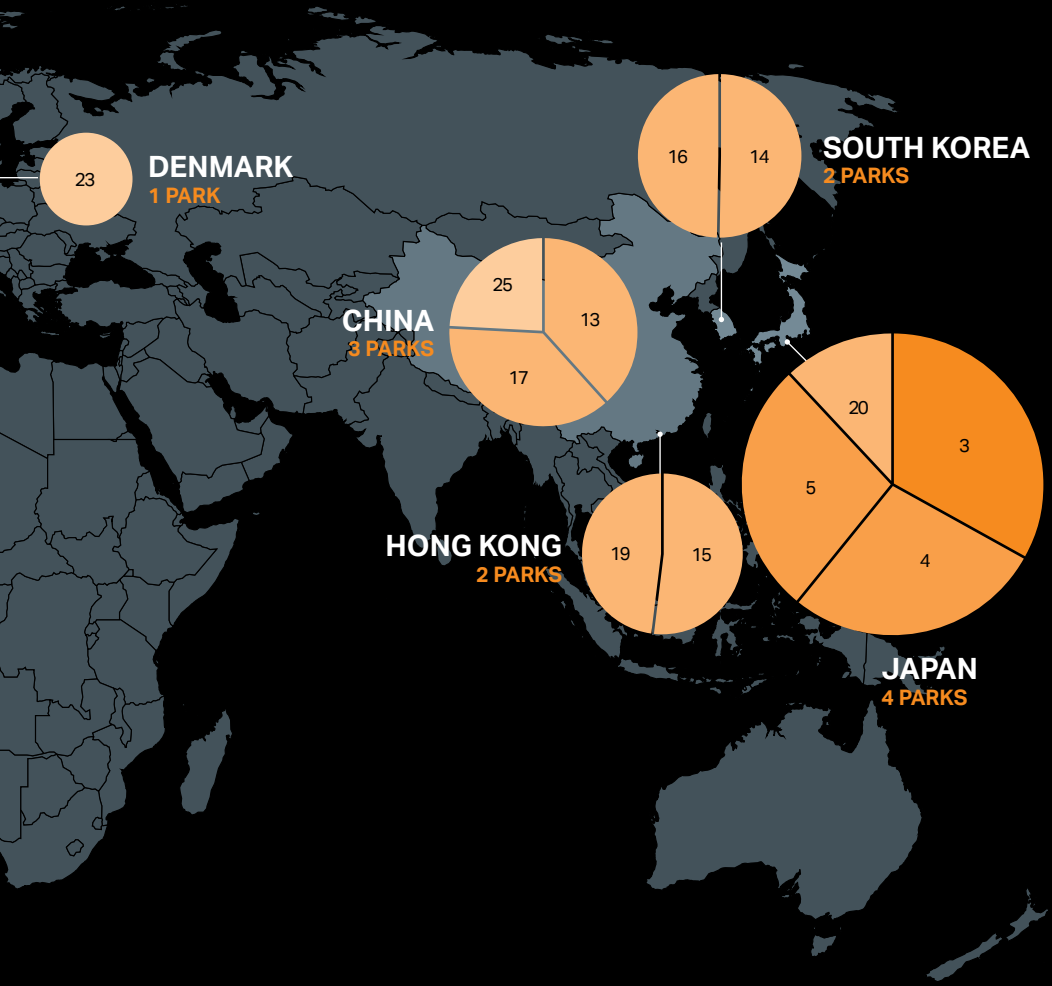 23
DENMARK
1 PARK
16
14
SOUTH KOREA
2 PARKS
25
13
17
CHINA
3 PARKS
20
3
5
4
JAPAN
4 PARKS
19
15
HONG KONG
2 PARKS